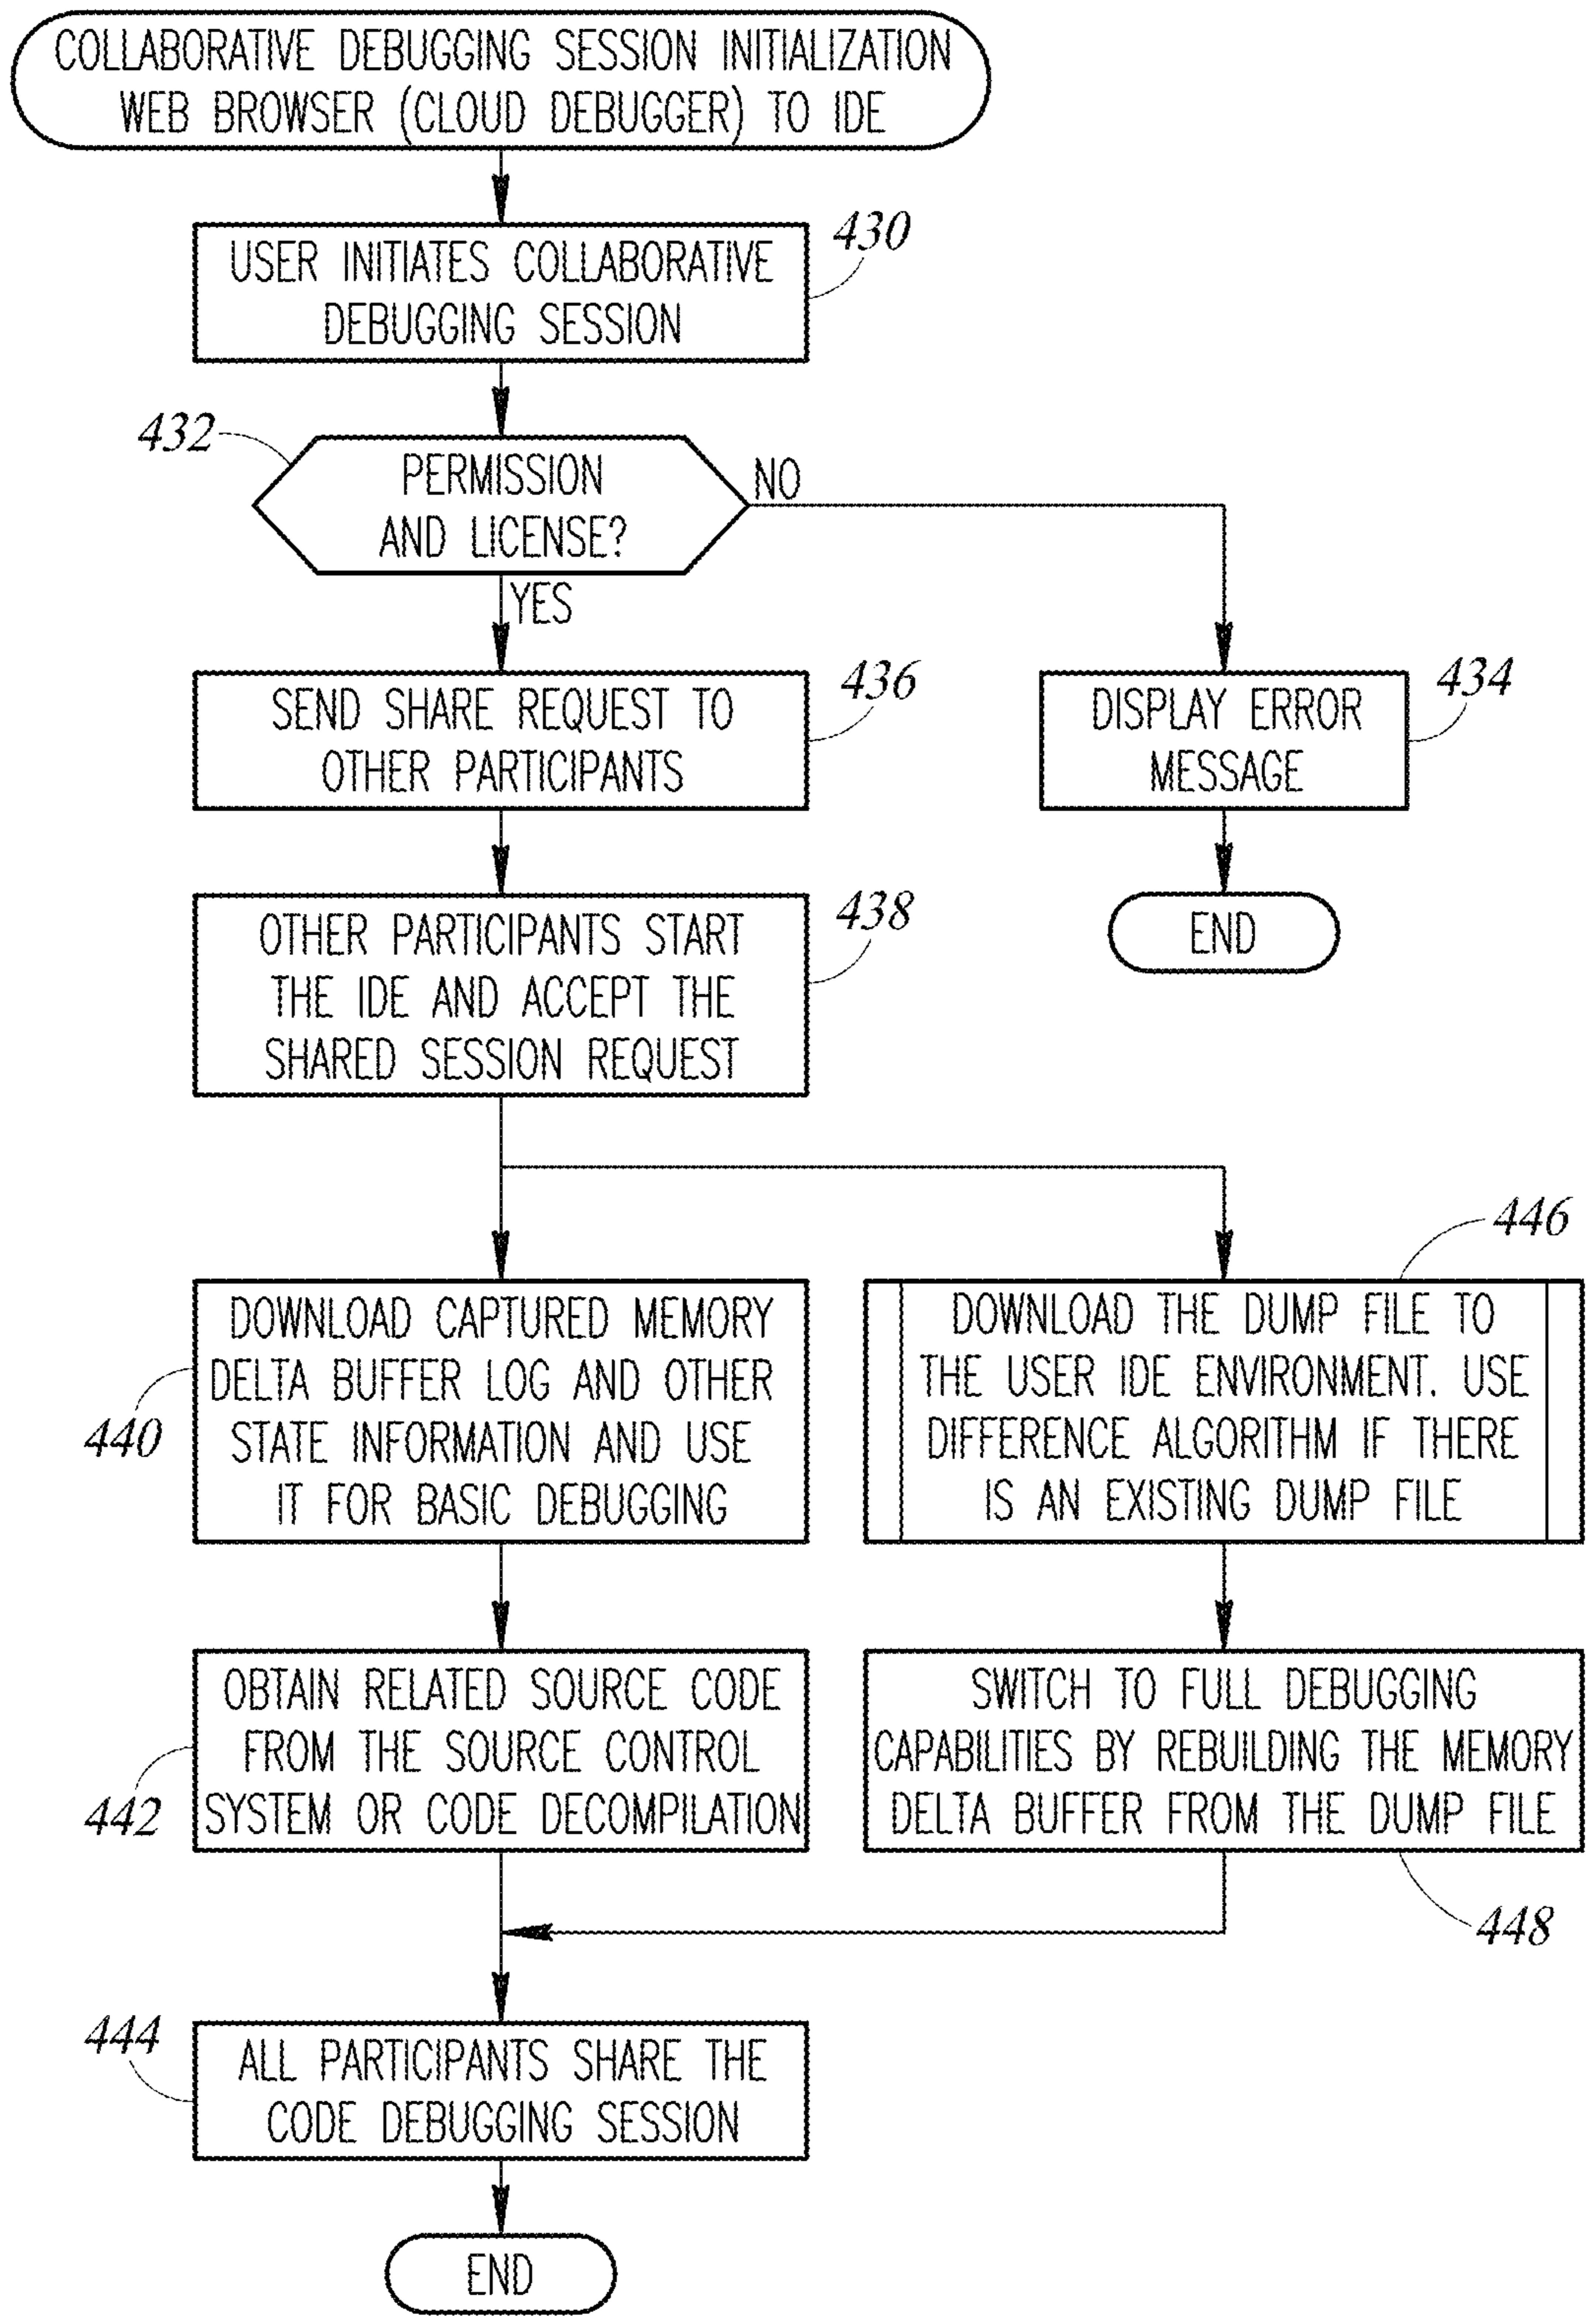 COLLABORATIVE DEBUGGING SESSION INITIALIZATION
WEB BROWSER (CLOUD DEBUGGER) TO IDE
430
USER INITIATES COLLABORATIVE
DEBUGGING SESSION
432
PERMISSION
AND LICENSE?
NO
YES
436
SEND SHARE REQUEST TO
OTHER PARTICIPANTS
434
DISPLAY ERROR
MESSAGE
438
OTHER PARTICIPANTS START
THE IDE AND ACCEPT THE
SHARED SESSION REQUEST
END
440
DOWNLOAD CAPTURED MEMORY
DELTA BUFFER LOG AND OTHER
STATE INFORMATION AND USE
IT FOR BASIC DEBUGGING
446
DOWNLOAD THE DUMP FILE TO
THE USER IDE ENVIRONMENT. USE
DIFFERENCE ALGORITHM IF THERE
IS AN EXISTING DUMP FILE
442
OBTAIN RELATED SOURCE CODE
FROM THE SOURCE CONTROL
SYSTEM OR CODE DECOMPILATION
SWITCH TO FULL DEBUGGING
CAPABILITIES BY REBUILDING THE MEMORY
DELTA BUFFER FROM THE DUMP FILE
448
444
ALL PARTICIPANTS SHARE THE
CODE DEBUGGING SESSION
END